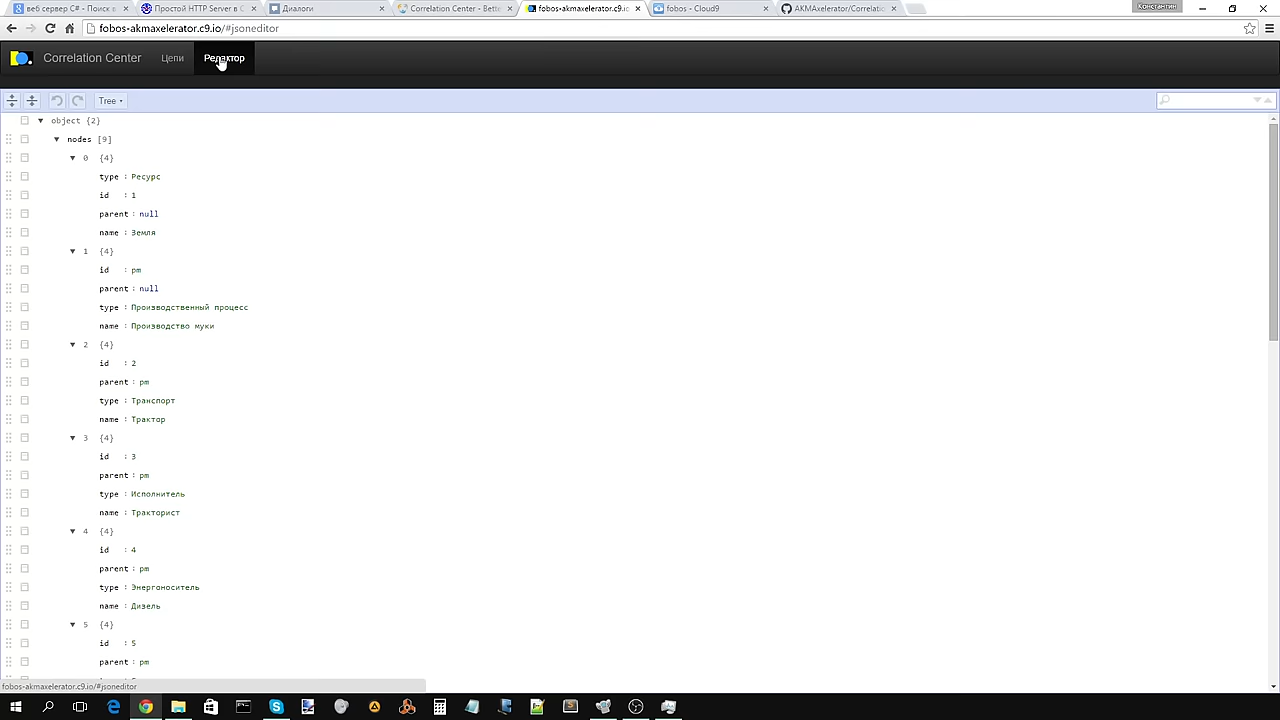 веб сервер C# - Поиск в
Простой HTTP Server в C
Диалоги
Correlation Center - Bette
fobos-akmaxelerator.c9.io
fobos - Cloud9
AKMAxelerator/Correlatio
Константин
fobos-akmaxelerator.c9.io/#jsoneditor
Correlation Center Цепи Редактор
Tree
object {2}
nodes [9]
0 {4}
type : Ресурс
id : 1
parent : null
name : Земля
1 {4}
id : pm
parent : null
type : Производственный процесс
name : Производство муки
2 {4}
id : 2
parent : pm
type : Транспорт
name : Трактор
3 {4}
id : 3
parent : pm
type : Исполнитель
name : Тракторист
4 {4}
id : 4
parent : pm
type : Энергоноситель
name : Дизель
5 {4}
id : 5
parent : pm
fobos-akmaxelerator.c9.io/#jsoneditor